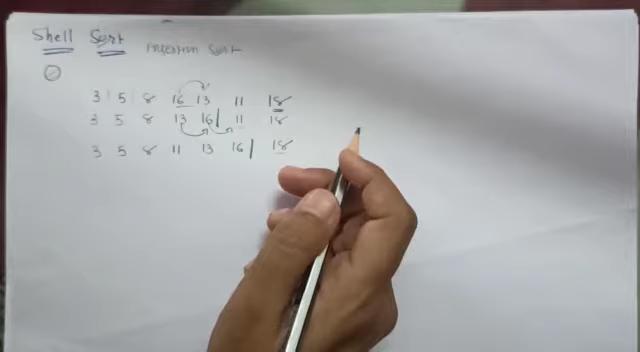 Shell Sort Insertion Sort
3 5 8 16 13 11 18
3 5 8 13 16 | 11 18
3 5 8 11 13 16 | 18